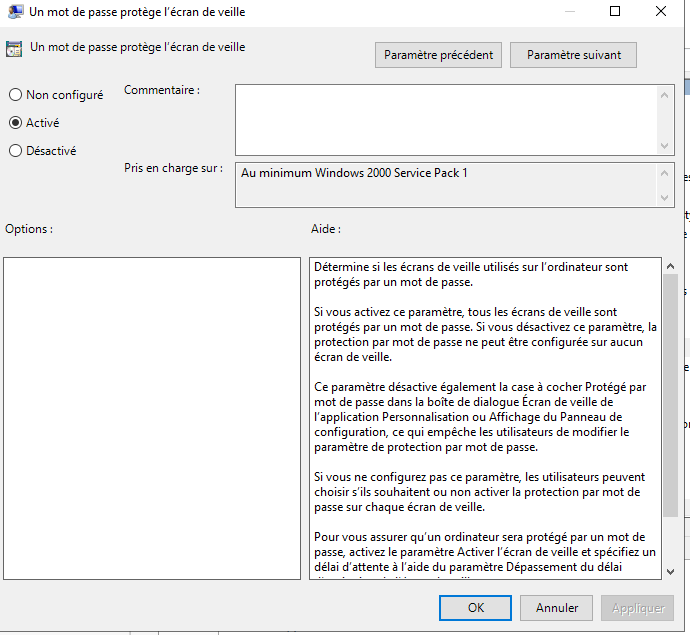 Un mot de passe protège l'écran de veille
Un mot de passe protège l'écran de veille
Paramètre précédent
Paramètre suivant
Non configuré
Commentaire :
Activé
Désactivé
Pris en charge sur :
Au minimum Windows 2000 Service Pack 1
Options :
Aide :
Détermine si les écrans de veille utilisés sur l'ordinateur sont
protégés par un mot de passe.
Si vous activez ce paramètre, tous les écrans de veille sont
protégés par un mot de passe. Si vous désactivez ce paramètre, la
protection par mot de passe ne peut être configurée sur aucun
écran de veille.
Ce paramètre désactive également la case à cocher Protégé par
mot de passe dans la boîte de dialogue Écran de veille de
l'application Personnalisation ou Affichage du Panneau de
configuration, ce qui empêche les utilisateurs de modifier le
paramètre de protection par mot de passe.
Si vous ne configurez pas ce paramètre, les utilisateurs peuvent
choisir s'ils souhaitent ou non activer la protection par mot de
passe sur chaque écran de veille.
Pour vous assurer qu'un ordinateur sera protégé par un mot de
passe, activez le paramètre Activer l'écran de veille et spécifiez un
délai d'attente à l'aide du paramètre Dépassement du délai
OK
Annuler
Appliquer